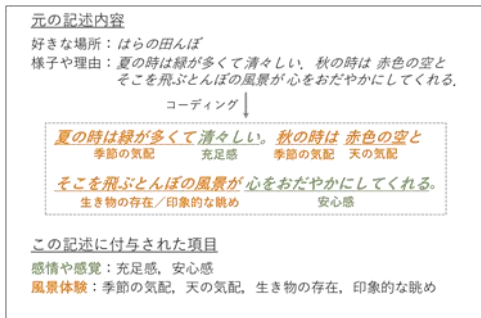 元の記述内容
好きな場所：はらの田んぼ
様子や理由：夏の時は緑が多くて清々しい．秋の時は 赤色の空と
そこを飛ぶとんぼの風景が 心をおだやかにしてくれる．
コーディング
夏の時は緑が多くて 清々しい。秋の時は 赤色の空と
季節の気配 充足感 季節の気配 天の気配
そこを飛ぶとんぼの風景が 心をおだやかにしてくれる。
生き物の存在／印象的な眺め 安心感
この記述に付与された項目
感情や感覚：充足感，安心感
風景体験：季節の気配，天の気配，生き物の存在，印象的な眺め